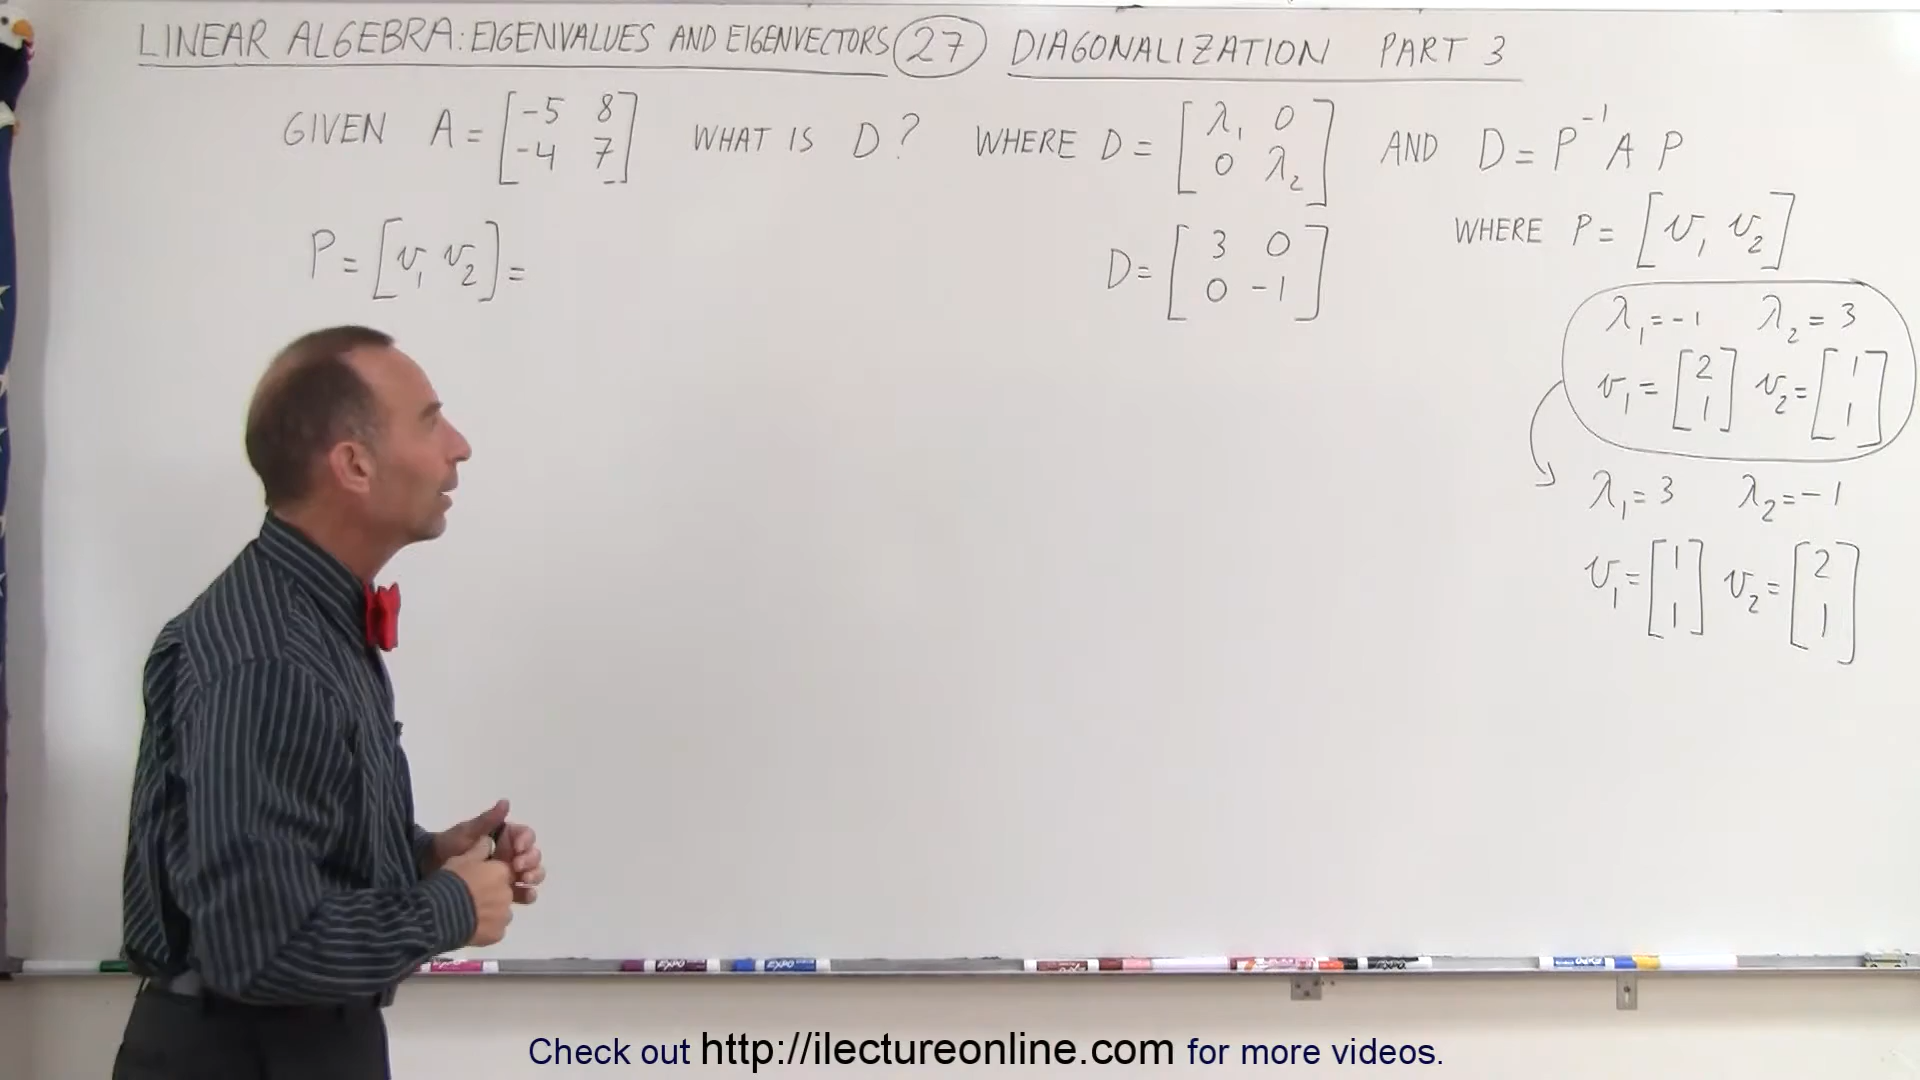 LINEAR ALGEBRA: EIGENVALUES AND EIGENVECTORS 27 DIAGONALIZATION PART 3
GIVEN A = [-5 8
-4 7] WHAT IS D? WHERE D = [λ₁ 0
0 λ₂] AND D = P⁻¹ A P
P = [v₁ v₂] =
D = [3 0
0 -1]
WHERE P = [v₁ v₂]
λ₁ = -1 λ₂ = 3
v₁ = [2
1] v₂ = [1
1]
λ₁ = 3 λ₂ = -1
v₁ = [1
1] v₂ = [2
1]
EXPO EXPO
Check out http://ilectureonline.com for more videos.